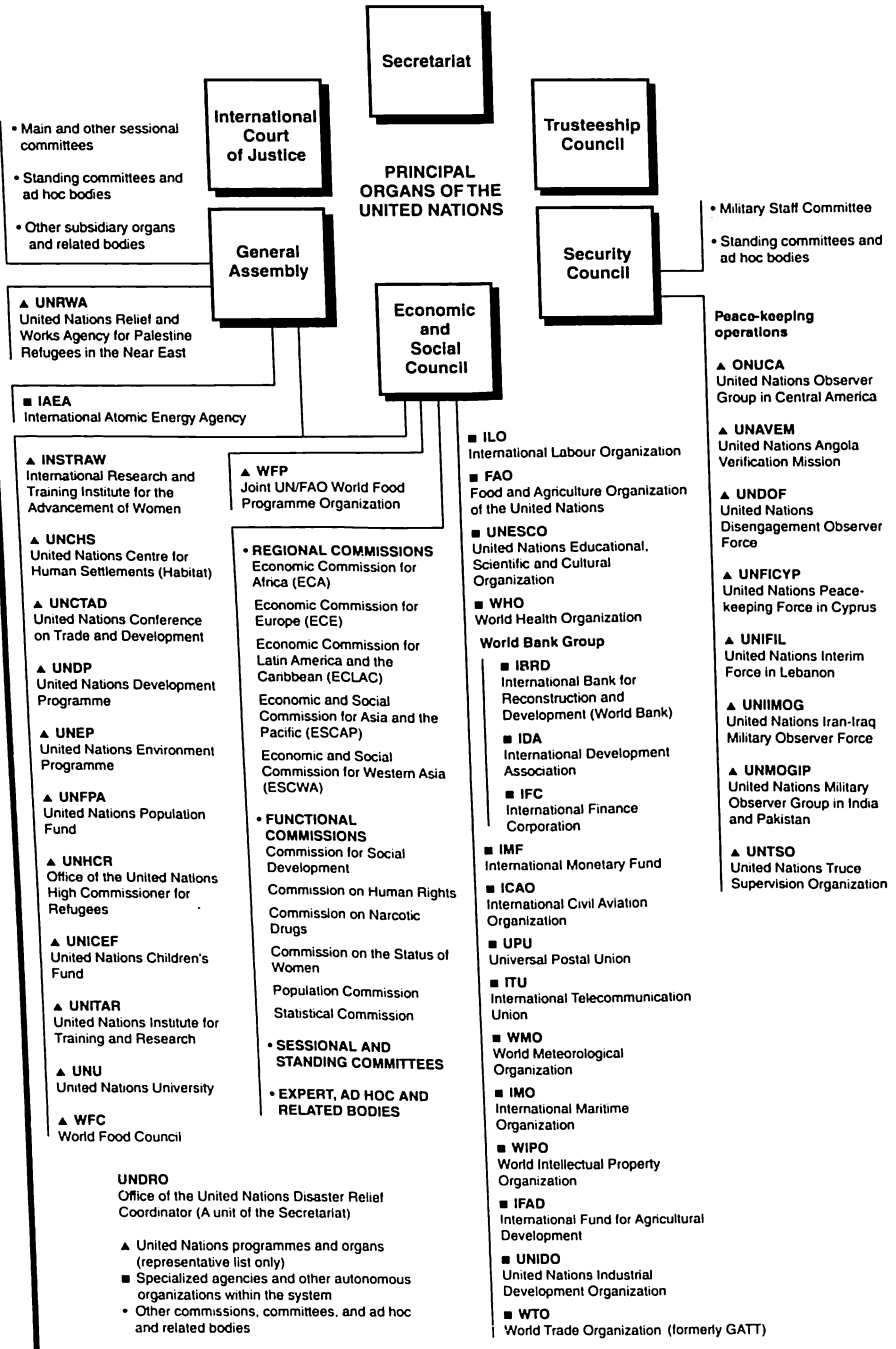 Secretariat
International
Court
of Justice
Trusteeship
Council
PRINCIPAL
ORGANS OF THE
UNITED NATIONS
General
Assembly
Security
Council
Economic
and
Social
Council
• Main and other sessional
committees
• Standing committees and
ad hoc bodies
• Other subsidiary organs
and related bodies
▲ UNRWA
United Nations Relief and
Works Agency for Palestine
Refugees in the Near East
■ IAEA
International Atomic Energy Agency
▲ INSTRAW
International Research and
Training Institute for the
Advancement of Women
▲ UNCHS
United Nations Centre for
Human Settlements (Habitat)
▲ UNCTAD
United Nations Conference
on Trade and Development
▲ UNDP
United Nations Development
Programme
▲ UNEP
United Nations Environment
Programme
▲ UNFPA
United Nations Population
Fund
▲ UNHCR
Office of the United Nations
High Commissioner for
Refugees
▲ UNICEF
United Nations Children's
Fund
▲ UNITAR
United Nations Institute for
Training and Research
▲ UNU
United Nations University
▲ WFC
World Food Council
▲ WFP
Joint UN/FAO World Food
Programme Organization
• REGIONAL COMMISSIONS
Economic Commission for
Africa (ECA)
Economic Commission for
Europe (ECE)
Economic Commission for
Latin America and the
Caribbean (ECLAC)
Economic and Social
Commission for Asia and the
Pacific (ESCAP)
Economic and Social
Commission for Western Asia
(ESCWA)
• FUNCTIONAL
COMMISSIONS
Commission for Social
Development
Commission on Human Rights
Commission on Narcotic
Drugs
Commission on the Status of
Women
Population Commission
Statistical Commission
• SESSIONAL AND
STANDING COMMITTEES
• EXPERT, AD HOC AND
RELATED BODIES
■ ILO
International Labour Organization
■ FAO
Food and Agriculture Organization
of the United Nations
■ UNESCO
United Nations Educational,
Scientific and Cultural
Organization
■ WHO
World Health Organization
World Bank Group
■ IBRD
International Bank for
Reconstruction and
Development (World Bank)
■ IDA
International Development
Association
■ IFC
International Finance
Corporation
■ IMF
International Monetary Fund
■ ICAO
International Civil Aviation
Organization
■ UPU
Universal Postal Union
■ ITU
International Telecommunication
Union
■ WMO
World Meteorological
Organization
■ IMO
International Maritime
Organization
■ WIPO
World Intellectual Property
Organization
■ IFAD
International Fund for Agricultural
Development
■ UNIDO
United Nations Industrial
Development Organization
■ WTO
World Trade Organization (formerly GATT)
• Military Staff Committee
• Standing committees and
ad hoc bodies
Peace-keeping
operations
▲ ONUCA
United Nations Observer
Group in Central America
▲ UNAVEM
United Nations Angola
Verification Mission
▲ UNDOF
United Nations
Disengagement Observer
Force
▲ UNFICYP
United Nations Peace-
keeping Force in Cyprus
▲ UNIFIL
United Nations Interim
Force in Lebanon
▲ UNIIMOG
United Nations Iran-Iraq
Military Observer Force
▲ UNMOGIP
United Nations Military
Observer Group in India
and Pakistan
▲ UNTSO
United Nations Truce
Supervision Organization
UNDRO
Office of the United Nations Disaster Relief
Coordinator (A unit of the Secretariat)
▲ United Nations programmes and organs
(representative list only)
■ Specialized agencies and other autonomous
organizations within the system
• Other commissions, committees, and ad hoc
and related bodies